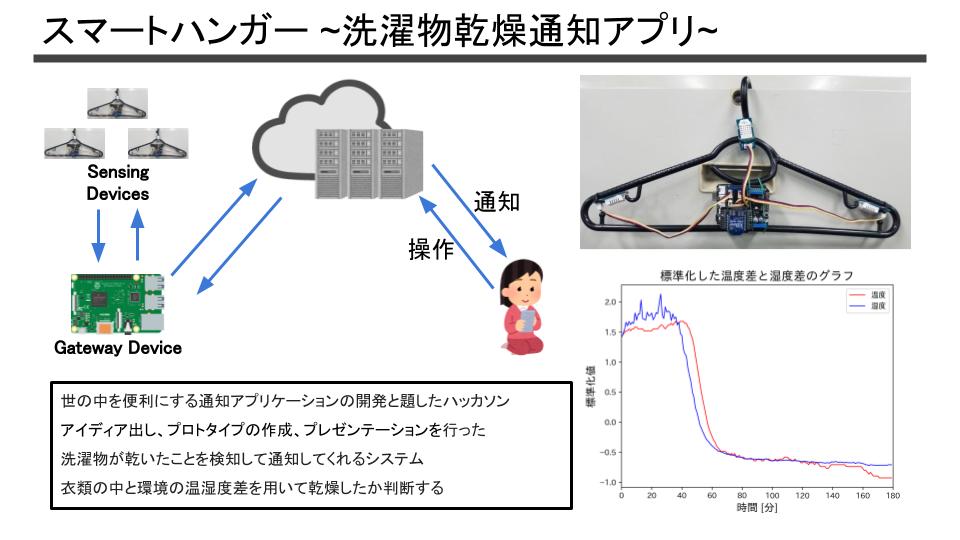 スマートハンガー ~洗濯物乾燥通知アプリ~
Sensing
Devices
Gateway Device
通知
操作
世の中を便利にする通知アプリケーションの開発と題したハッカソン
アイディア出し、プロトタイプの作成、プレゼンテーションを行った
洗濯物が乾いたことを検知して通知してくれるシステム
衣類の中と環境の温湿度差を用いて乾燥したか判断する
標準化した温度差と湿度差のグラフ
温度
湿度
標準化値
2.0
1.5
1.0
0.5
0.0
−0.5
−1.0
0 20 40 60 80 100 120 140 160 180
時間 [分]